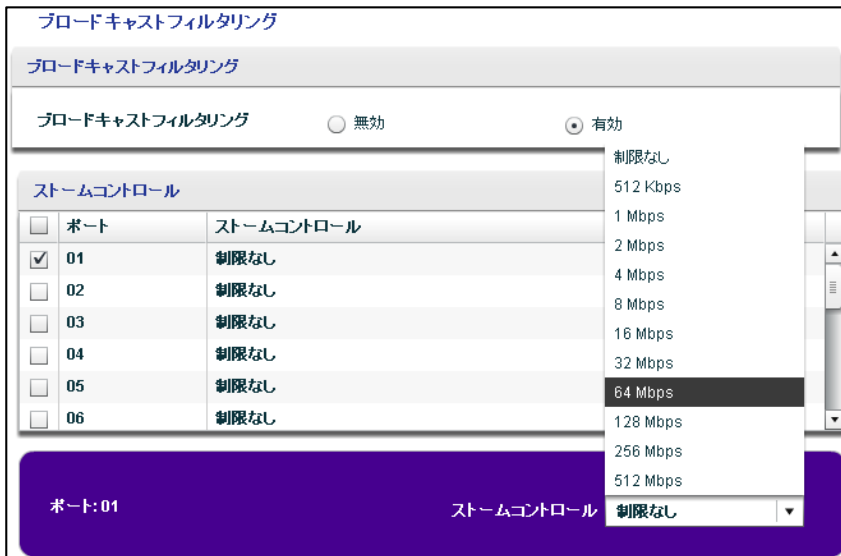 ブロードキャストフィルタリング
ブロードキャストフィルタリング
ブロードキャストフィルタリング 無効 有効
ストームコントロール
ポート ストームコントロール
01 制限なし
02 制限なし
03 制限なし
04 制限なし
05 制限なし
06 制限なし
制限なし
512 Kbps
1 Mbps
2 Mbps
4 Mbps
8 Mbps
16 Mbps
32 Mbps
64 Mbps
128 Mbps
256 Mbps
512 Mbps
ポート:01 ストームコントロール 制限なし